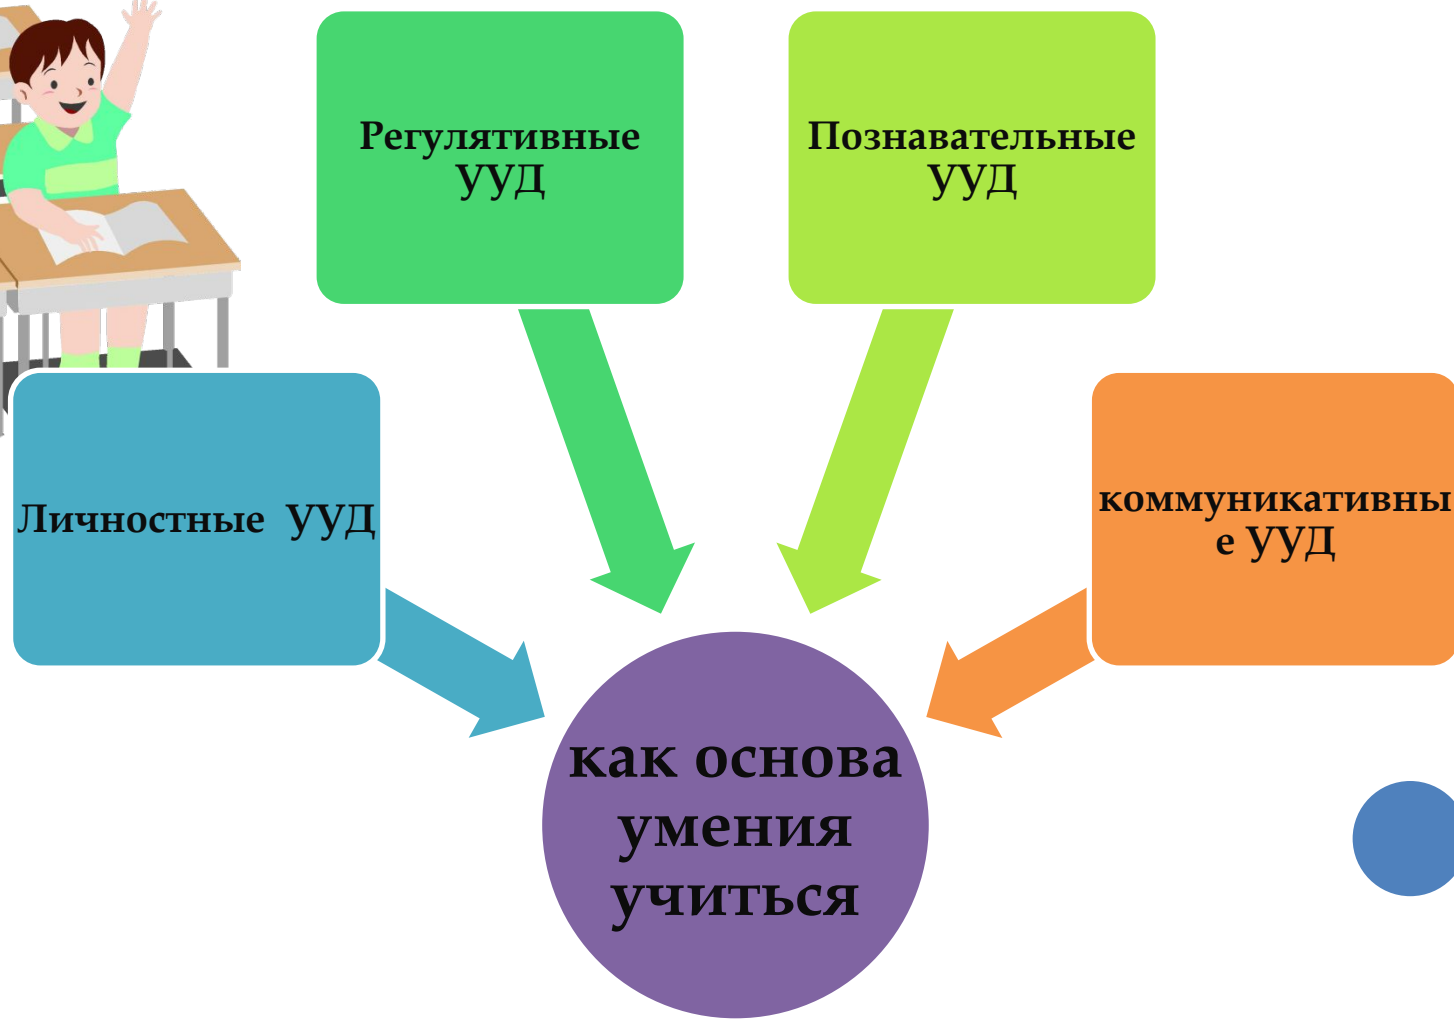 Регулятивные
УУД
Познавательные
УУД
Личностные УУД
коммуникативны
е УУД
как основа
умения
учиться